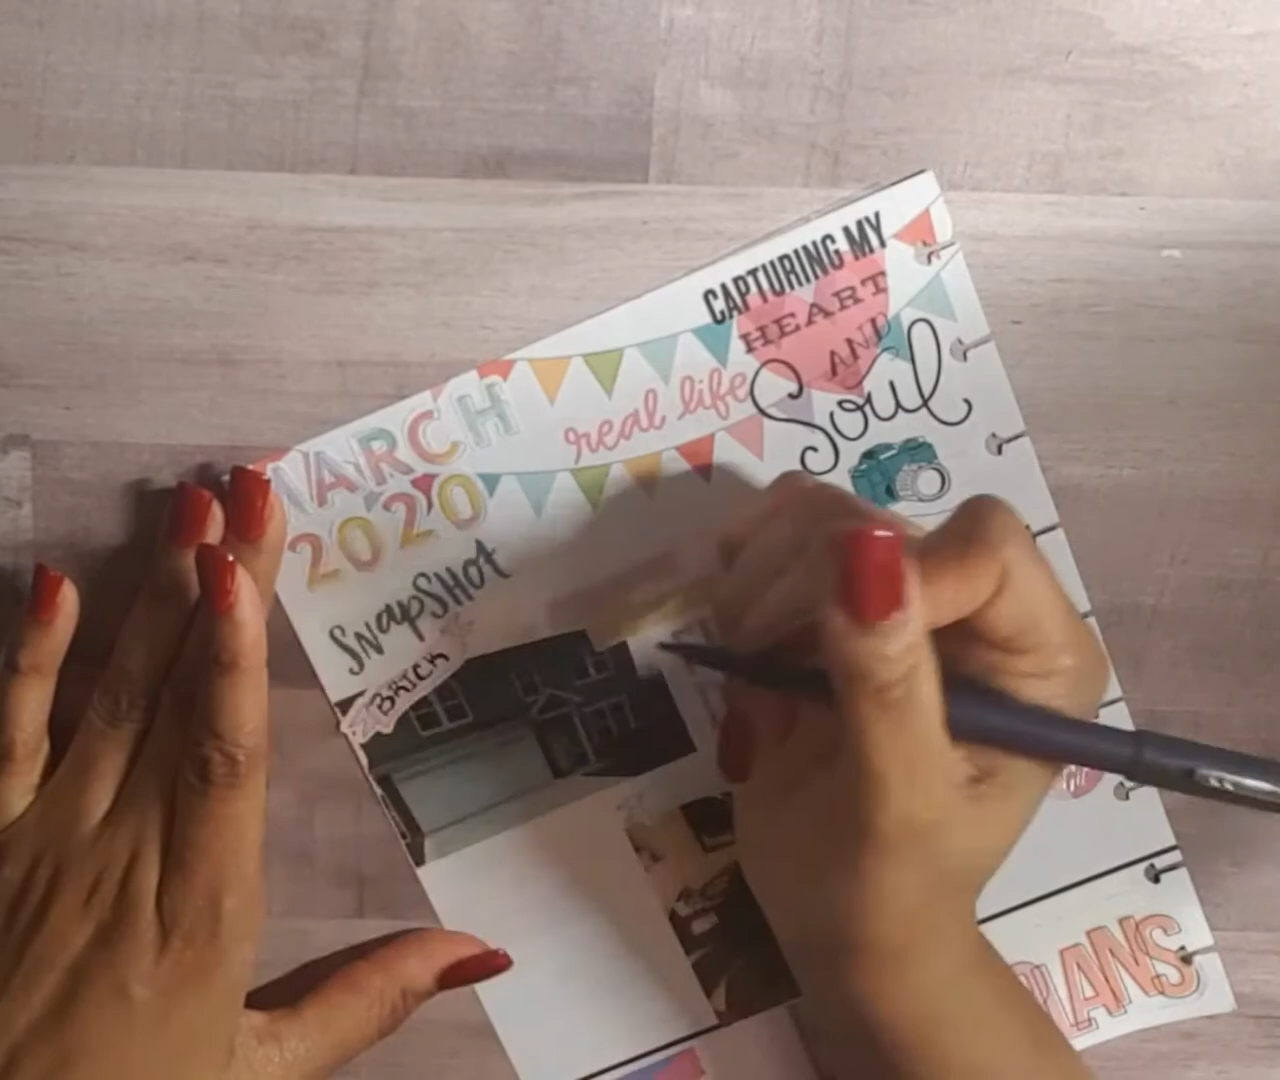 CAPTURING MY
HEART
AND
Soul
real life
MARCH
2020
SNapSHOt
BRICK
PLANS